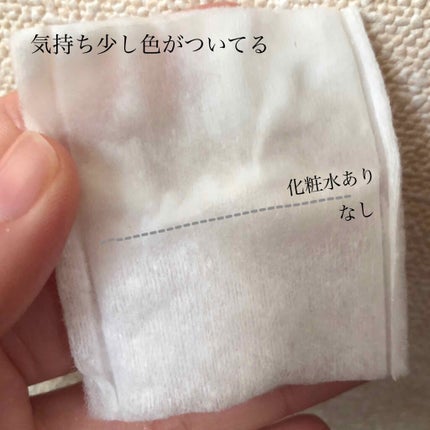 気持ち少し色がついてる
化粧水あり
なし